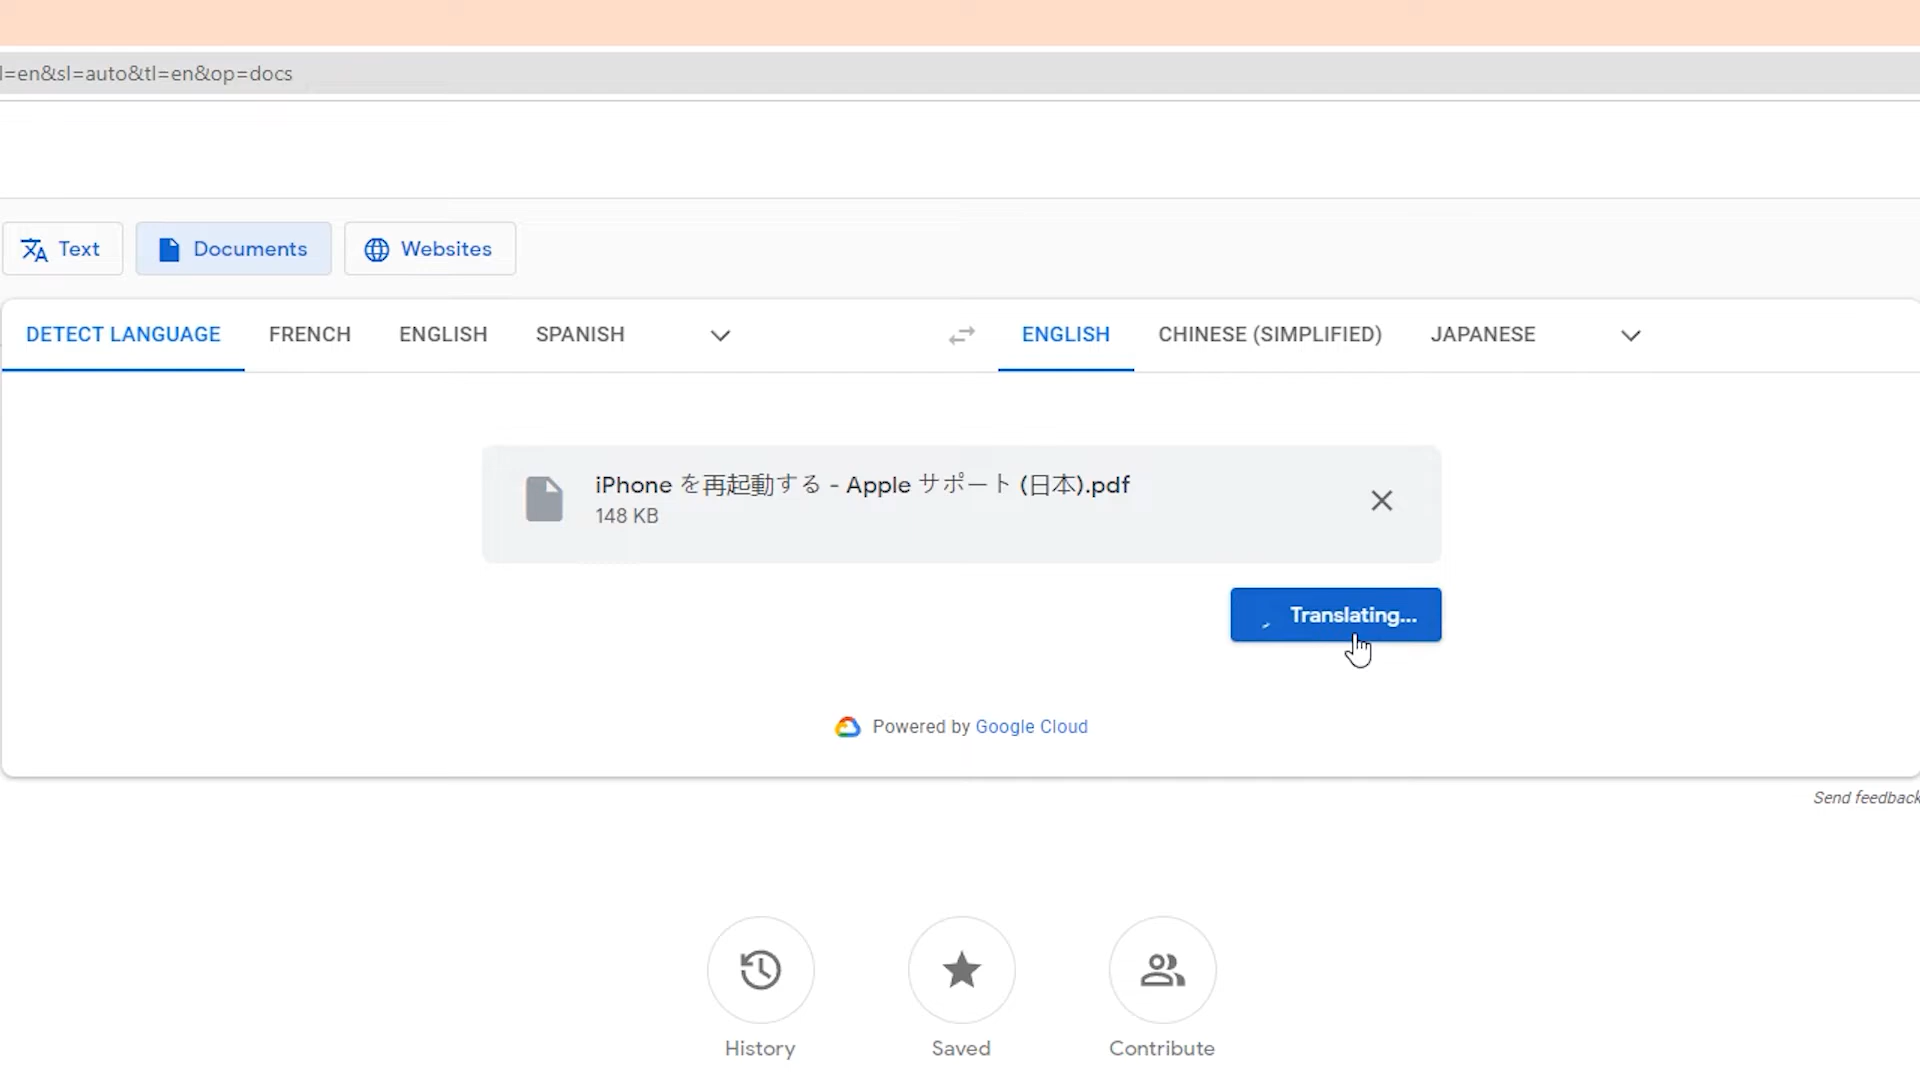 l=en&sl=auto&tl=en&op=docs
Text Documents Websites
DETECT LANGUAGE FRENCH ENGLISH SPANISH ENGLISH CHINESE (SIMPLIFIED) JAPANESE
iPhone を再起動する - Apple サポート (日本).pdf
148 KB
Translating...
Powered by Google Cloud
Send feedback
History Saved Contribute